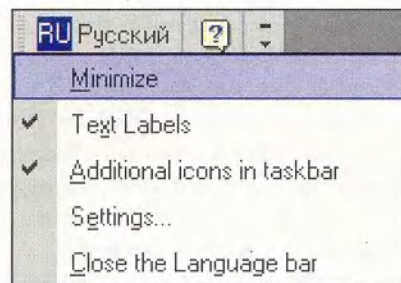 RU Русский ?
Minimize
Text Labels
Additional icons in taskbar
Settings...
Close the Language bar